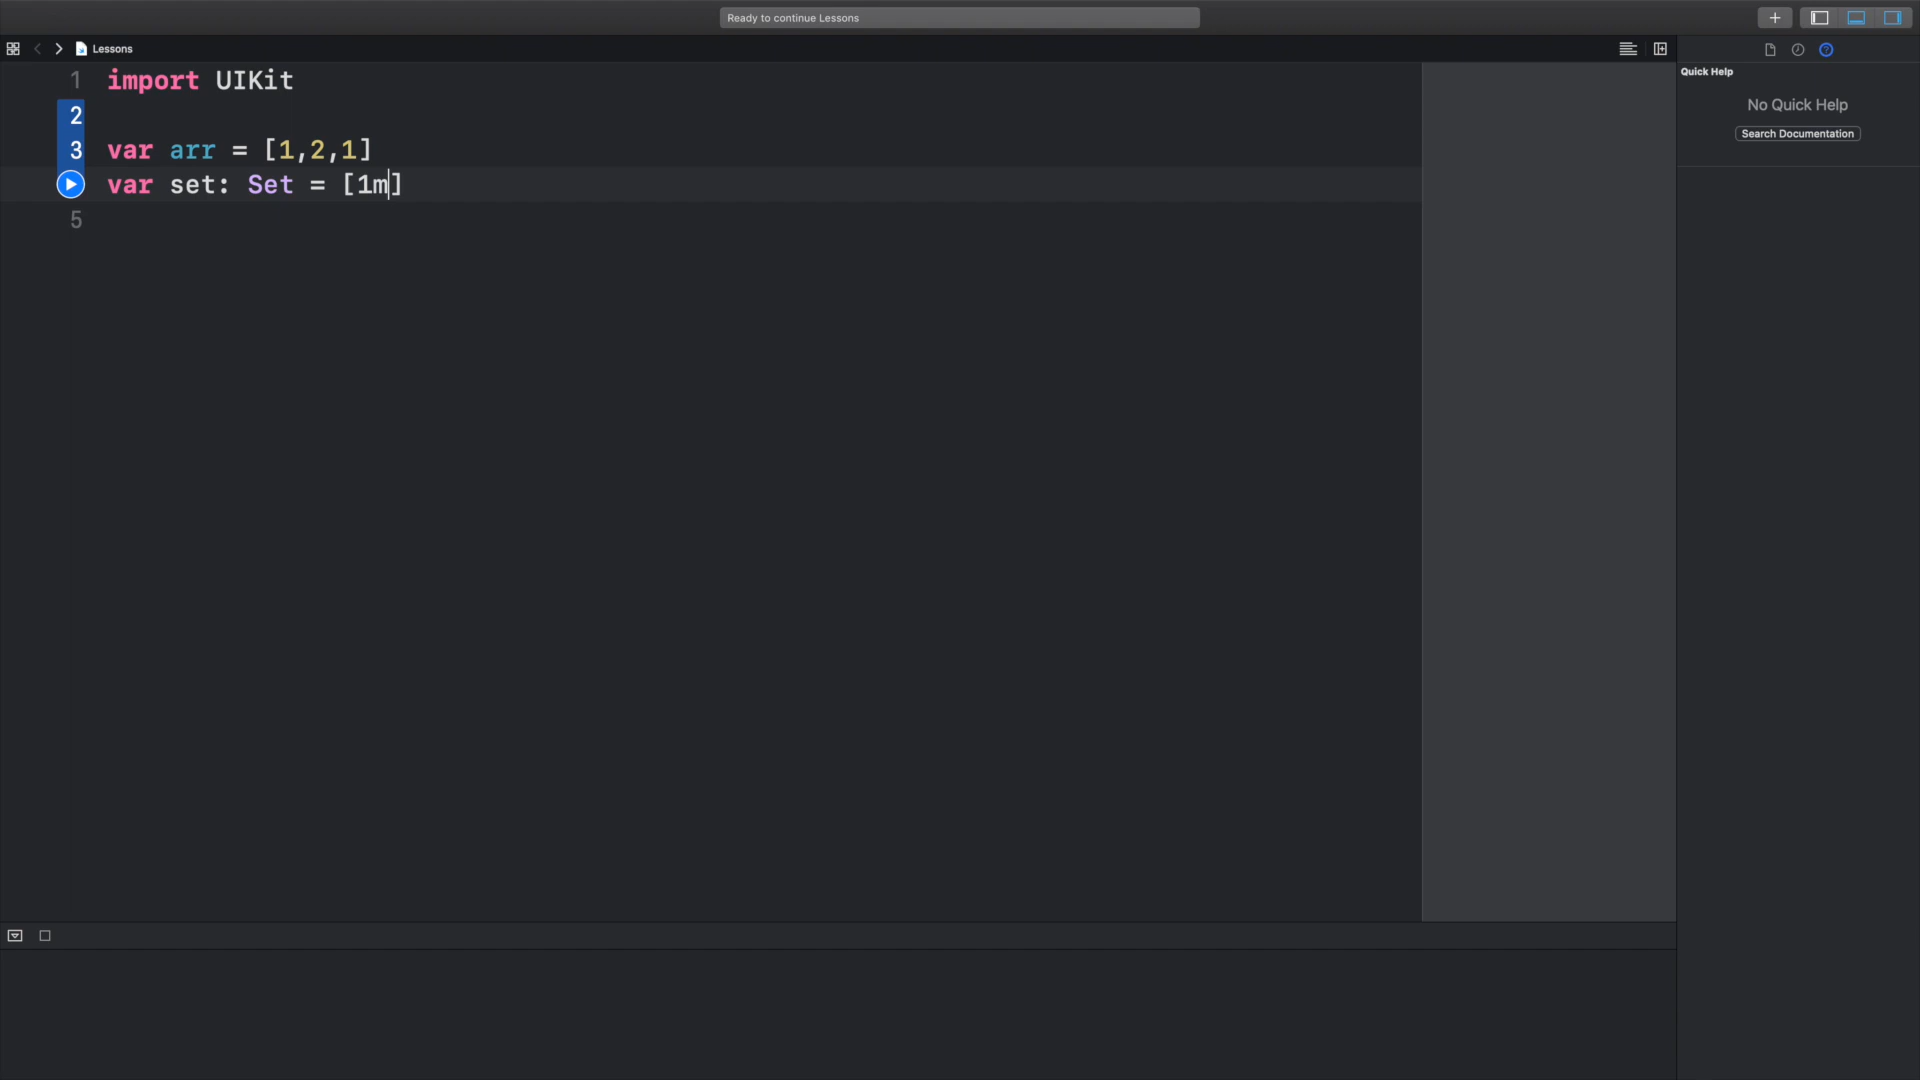 Ready to continue Lessons
Lessons
1 import UIKit
2
3 var arr = [1,2,1]
var set: Set = [1m]
5
Quick Help
No Quick Help
Search Documentation